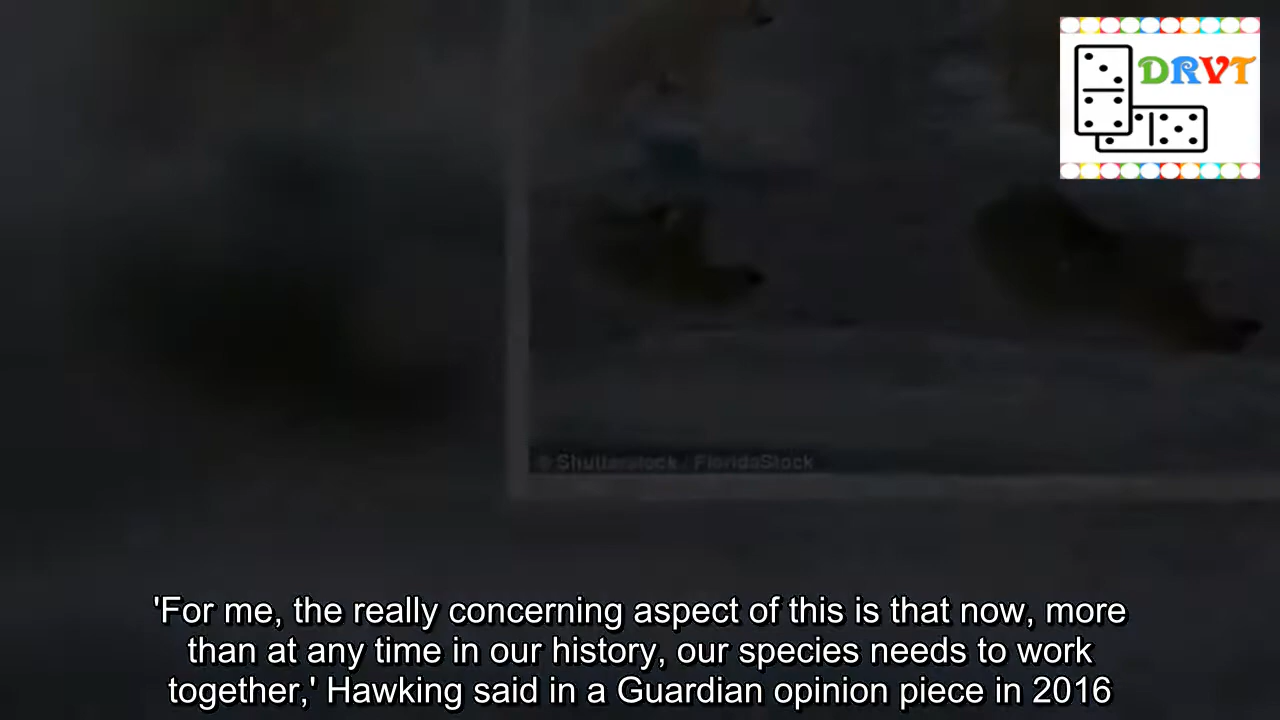 DRVT
© Shutterstock / FloridaStock
'For me, the really concerning aspect of this is that now, more
than at any time in our history, our species needs to work
together,' Hawking said in a Guardian opinion piece in 2016